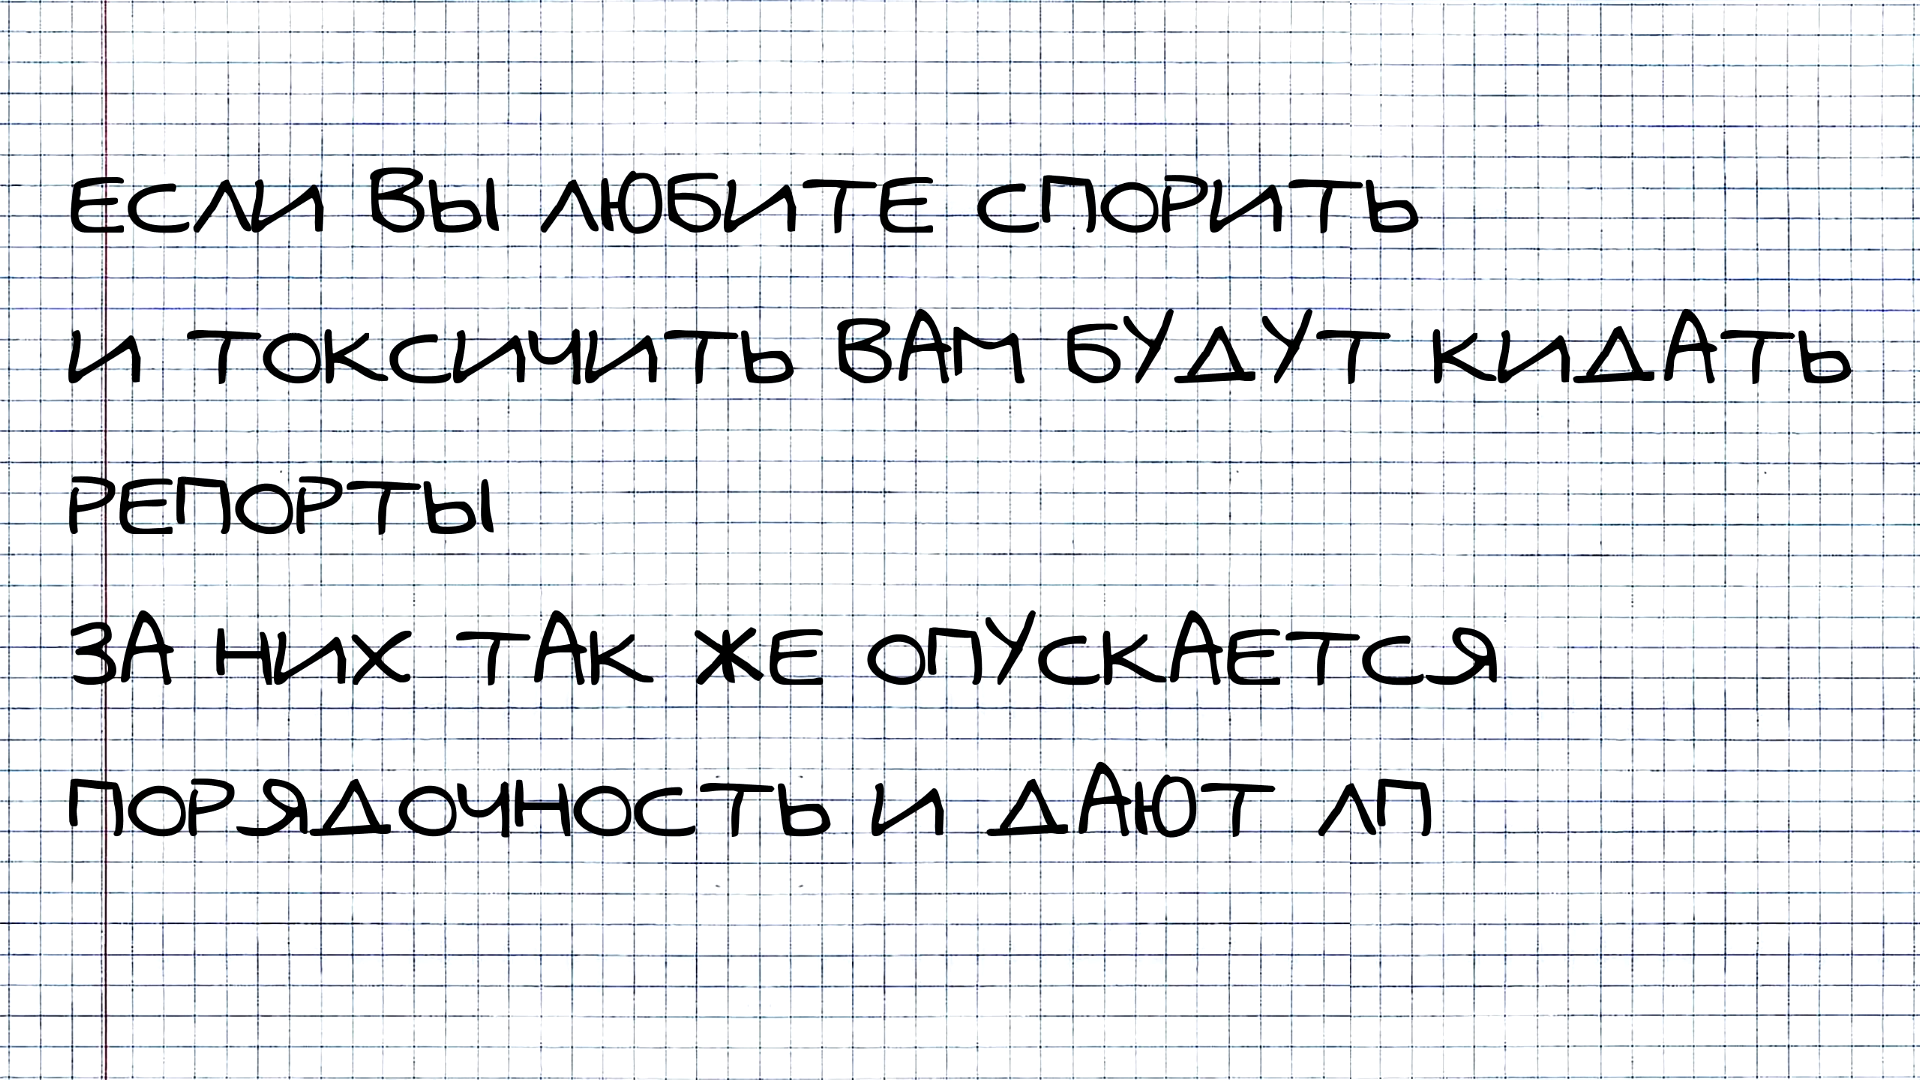 ЕСЛИ ВЫ ЛЮБИТЕ СПОРИТЬ
И ТОКСИЧИТЬ ВАМ БУДУТ КИДАТЬ
РЕПОРТЫ
ЗА НИХ ТАК ЖЕ ОПУСКАЕТСЯ
ПОРЯДОЧНОСТЬ И ДАЮТ ЛП